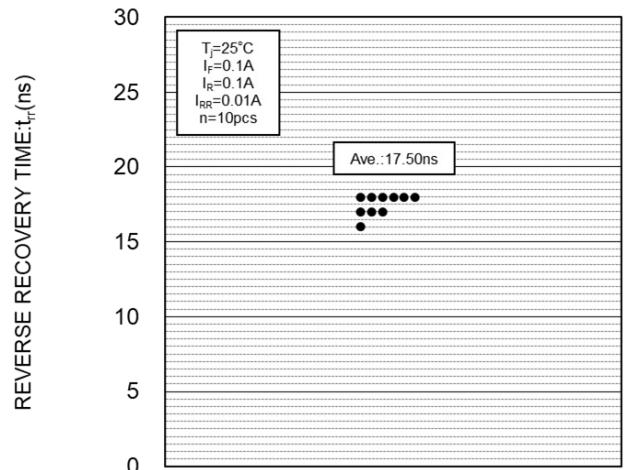 REVERSE RECOVERY TIME:trr(ns)
30
25
20
15
10
5
0
Tj=25°C
IF=0.1A
IR=0.1A
IRR=0.01A
n=10pcs
Ave.:17.50ns